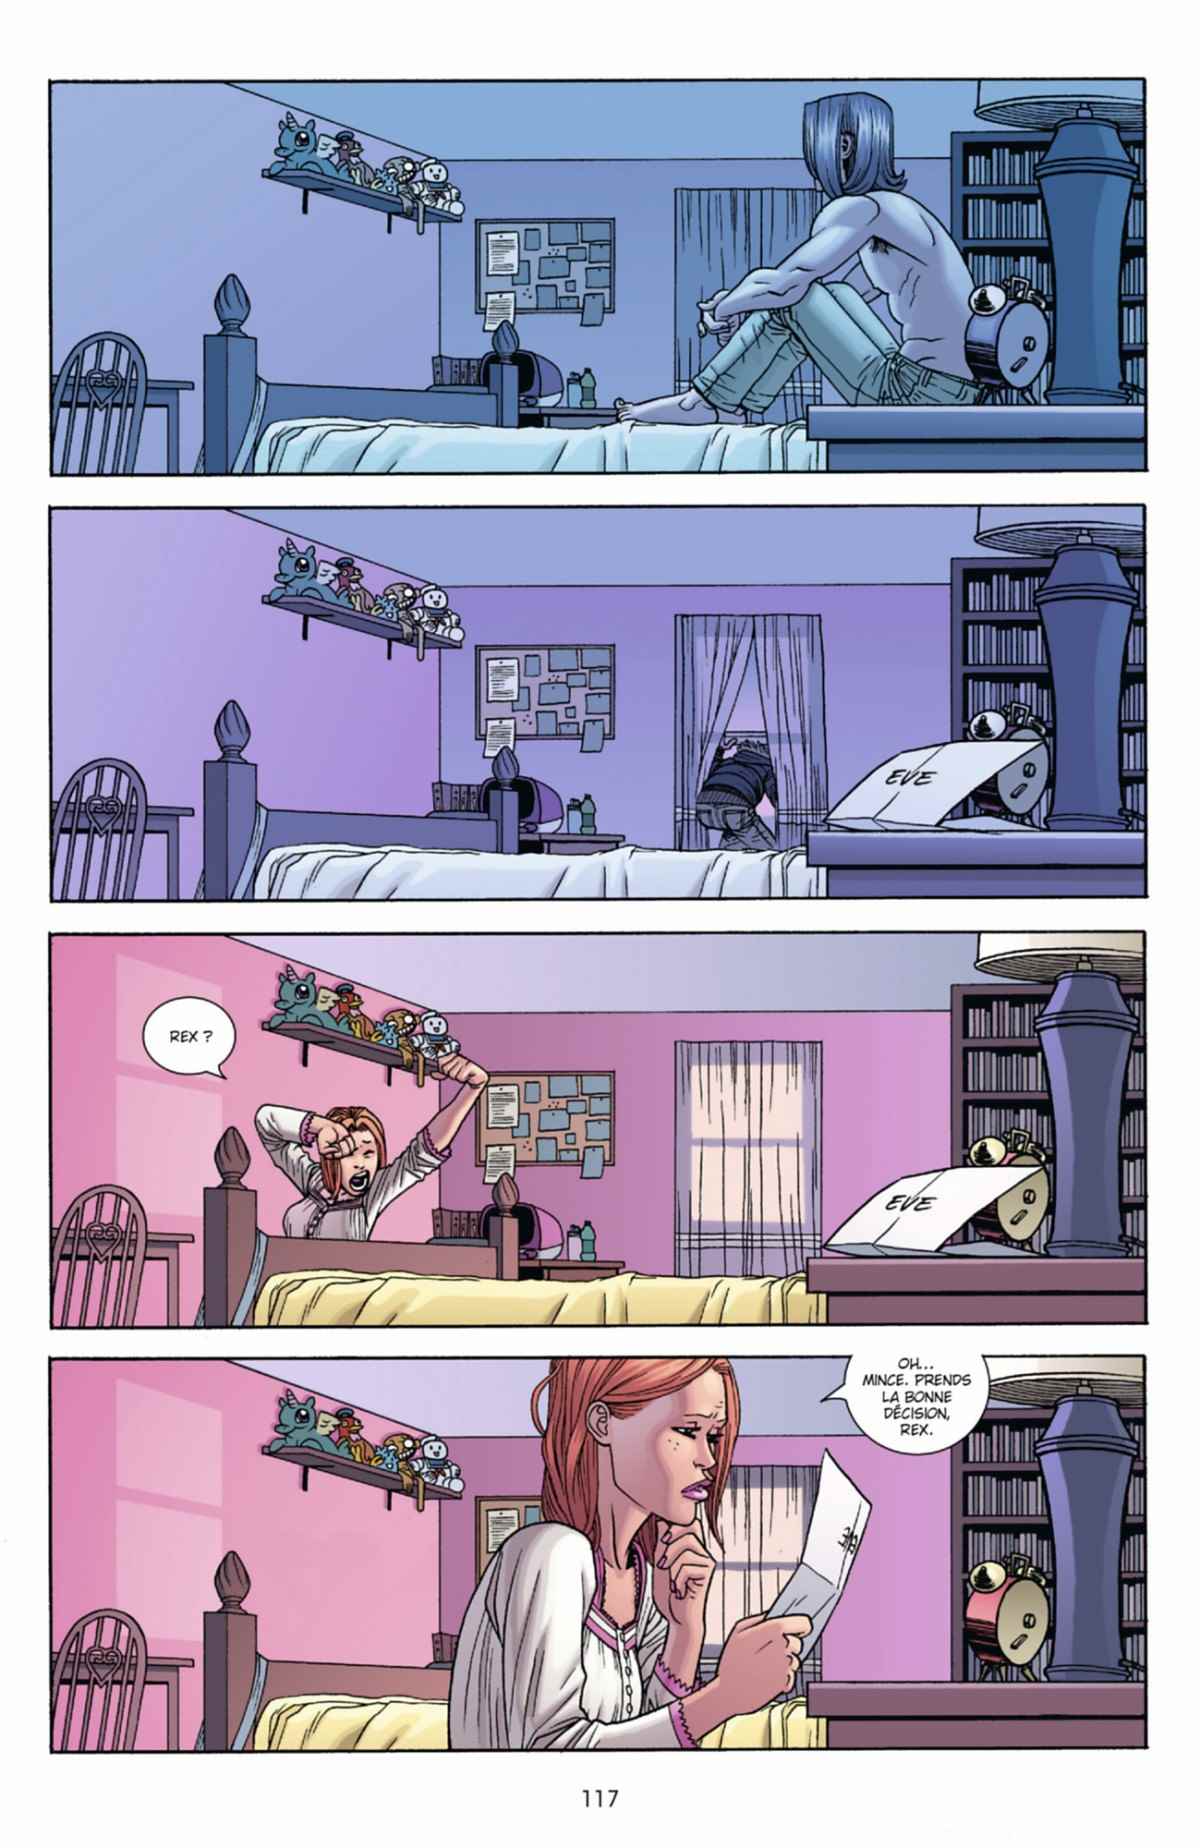 EVE
REX ?
EVE
OH...
MINCE. PRENDS
LA BONNE
DÉCISION,
REX.
117